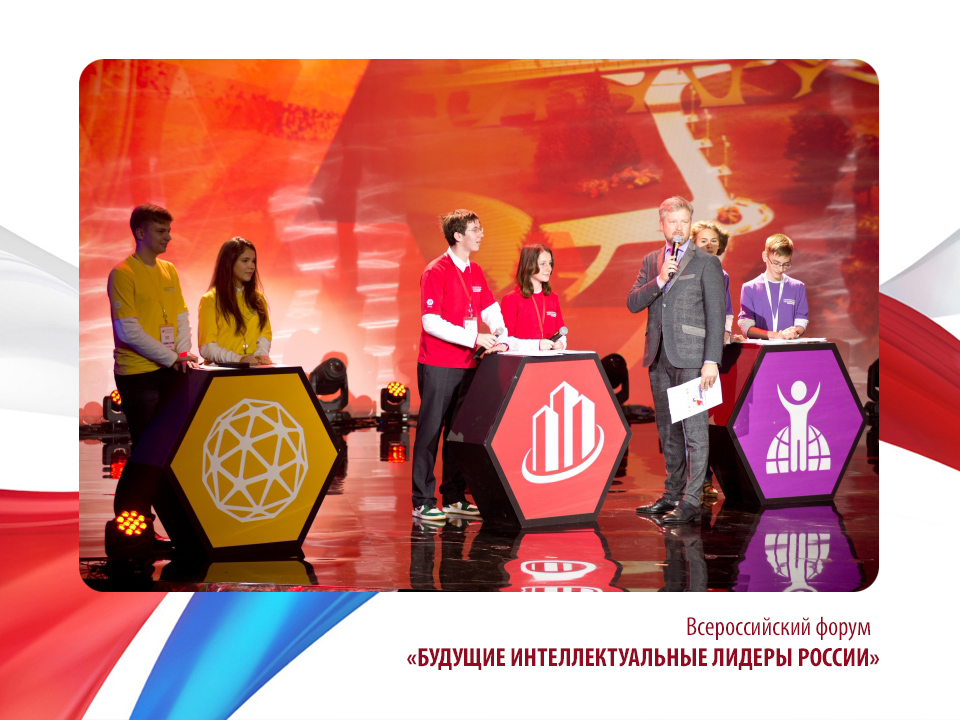 Всероссийский форум
«БУДУЩИЕ ИНТЕЛЛЕКТУАЛЬНЫЕ ЛИДЕРЫ РОССИИ»